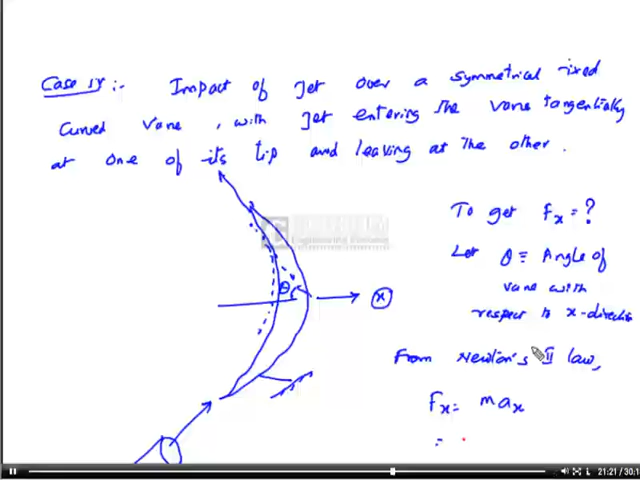 Case IV:- Impact of Jet over a symmetrical fixed
Curved Vane, with Jet entering the vane tangentially
at one of its tip and leaving at the other.
To get Fx = ?
Let θ ≡ Angle of
vane with
respect to x-direction
θ
x
From Newton's II law,
Fx = max
=
21:21 / 30:1